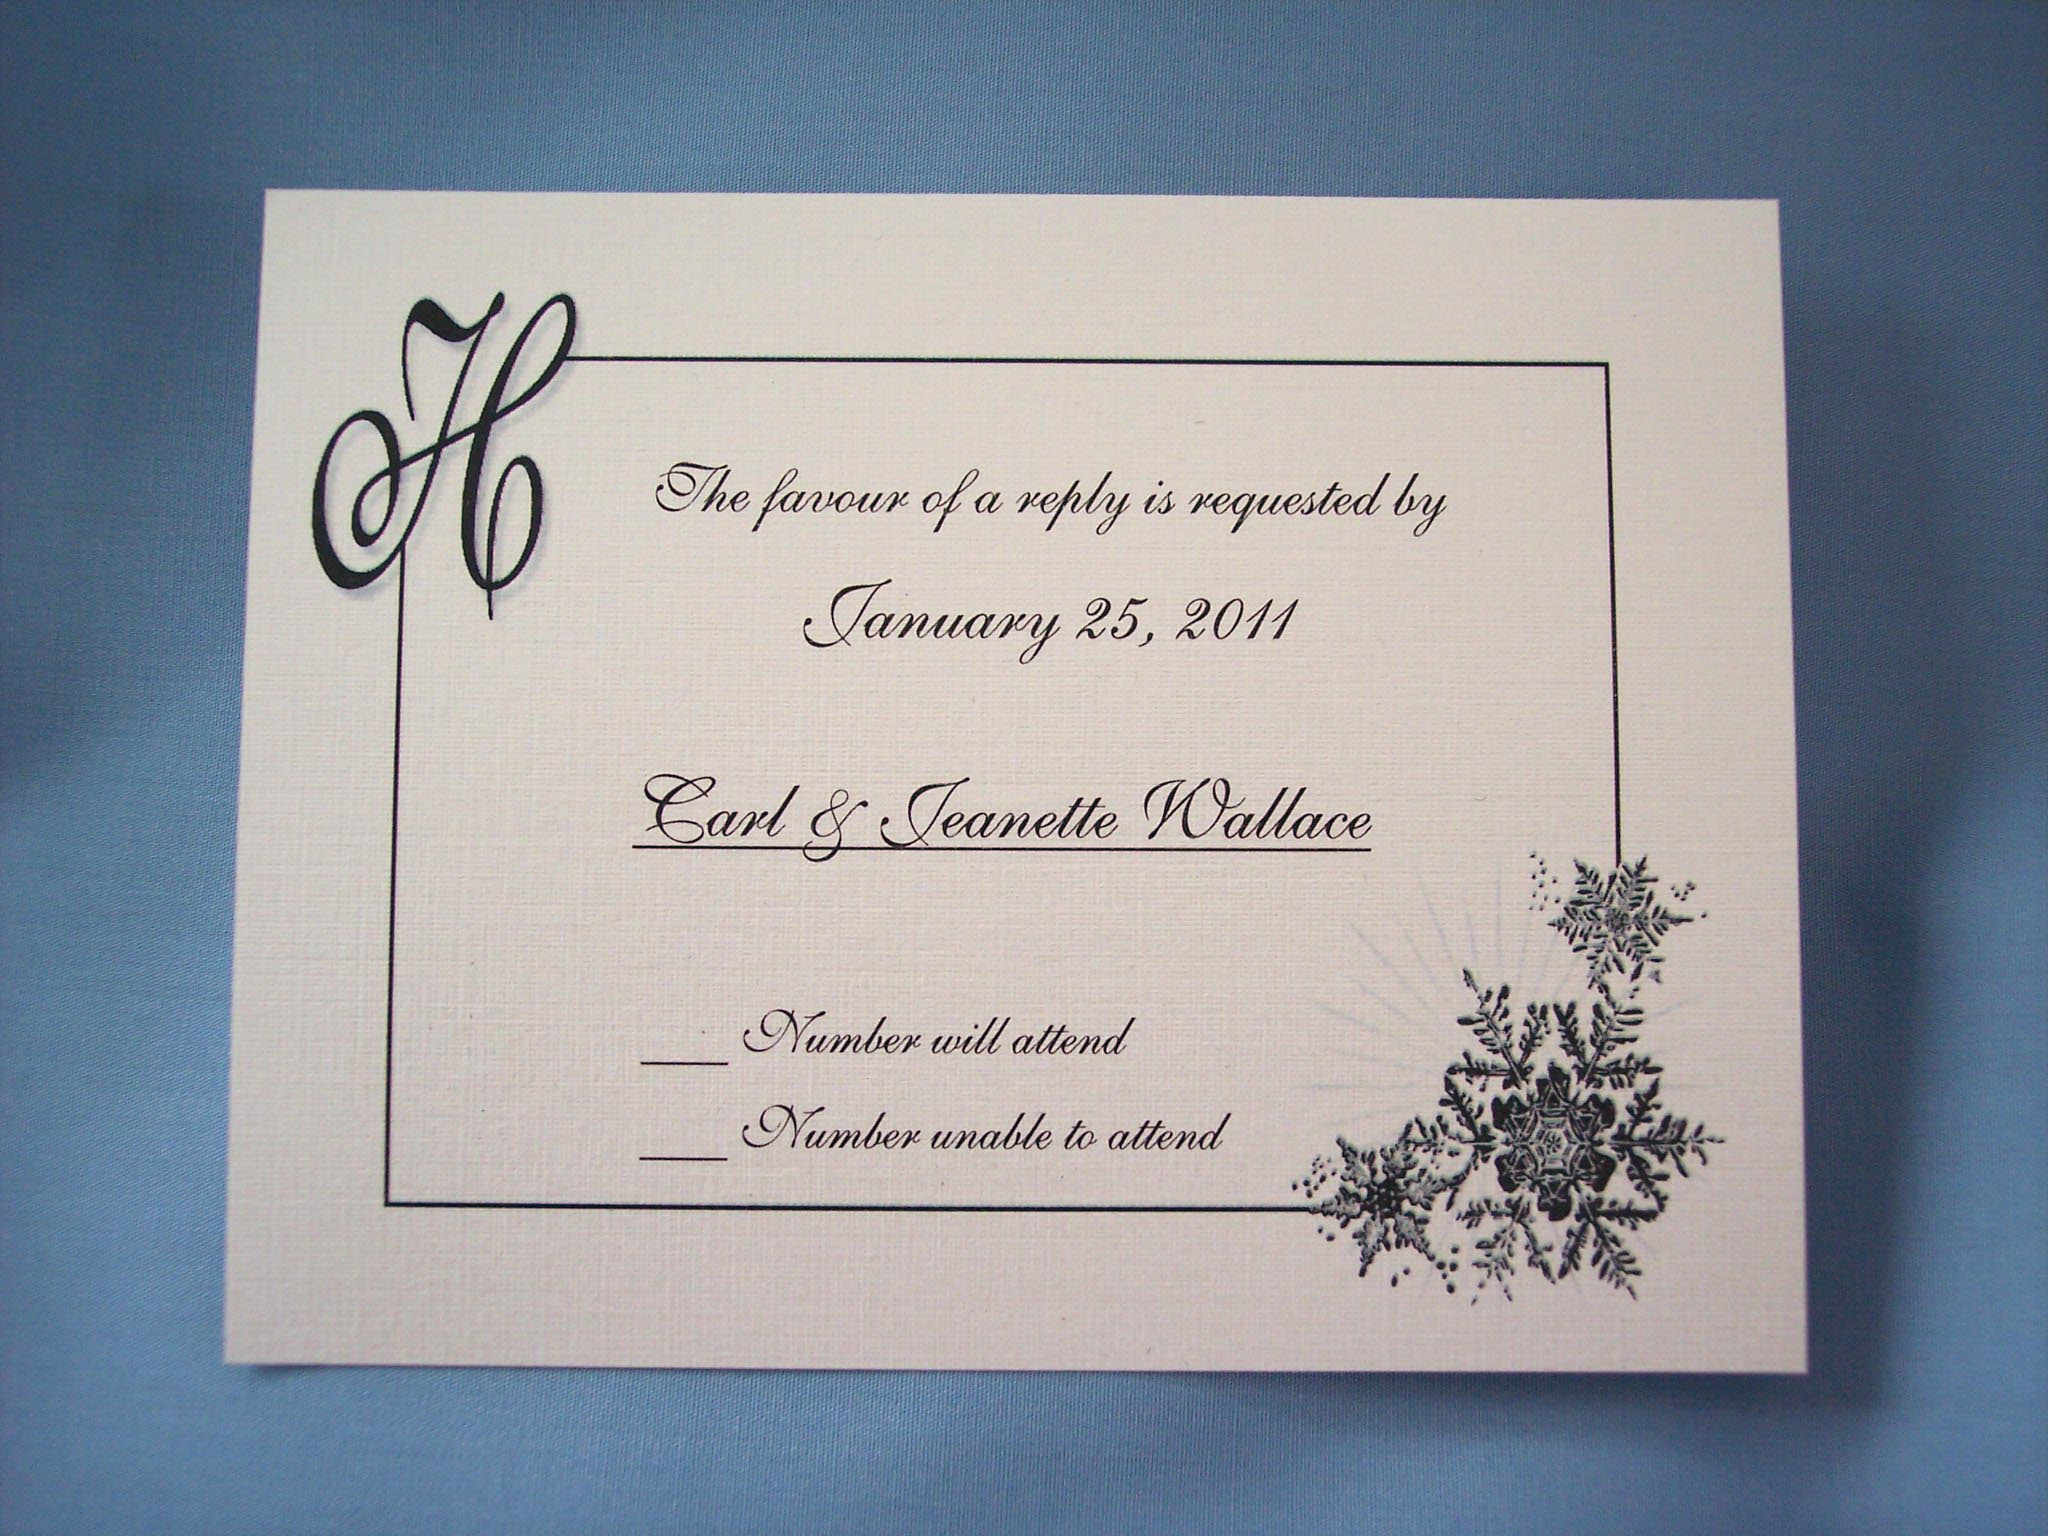 H
The favour of a reply is requested by
January 25, 2011
Carl & Jeanette Wallace
___ Number will attend
___ Number unable to attend